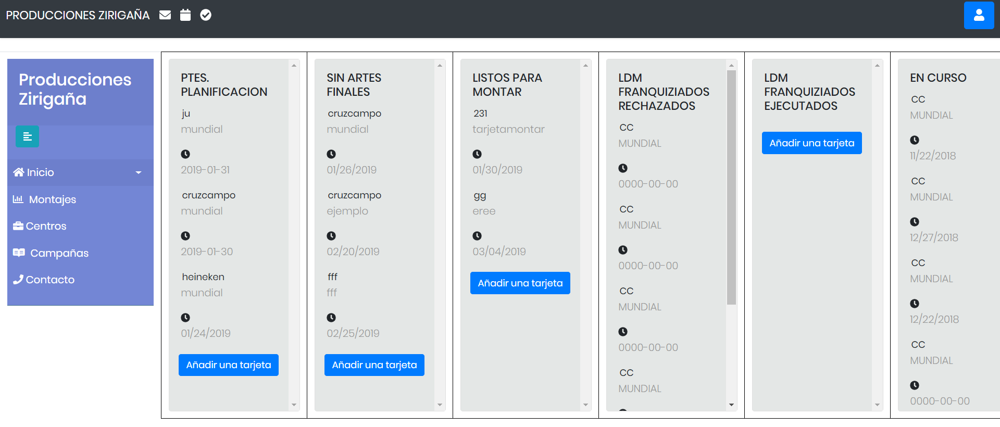 PRODUCCIONES ZIRIGAÑA
Producciones
Zirigaña
Inicio
Montajes
Centros
Campañas
Contacto
PTES.
PLANIFICACION
ju
mundial
2019-01-31
cruzcampo
mundial
2019-01-30
heineken
mundial
01/24/2019
Añadir una tarjeta
SIN ARTES
FINALES
cruzcampo
mundial
01/26/2019
cruzcampo
ejemplo
02/20/2019
fff
fff
02/25/2019
Añadir una tarjeta
LISTOS PARA
MONTAR
231
tarjetamontar
01/30/2019
gg
eree
03/04/2019
Añadir una tarjeta
LDM
FRANQUIZIADOS
RECHAZADOS
CC
MUNDIAL
0000-00-00
CC
MUNDIAL
0000-00-00
CC
MUNDIAL
0000-00-00
CC
MUNDIAL
LDM
FRANQUIZIADOS
EJECUTADOS
Añadir una tarjeta
EN CURSO
CC
MUNDIAL
11/22/2018
CC
MUNDIAL
12/27/2018
CC
MUNDIAL
12/22/2018
CC
MUNDIAL
0000-00-00